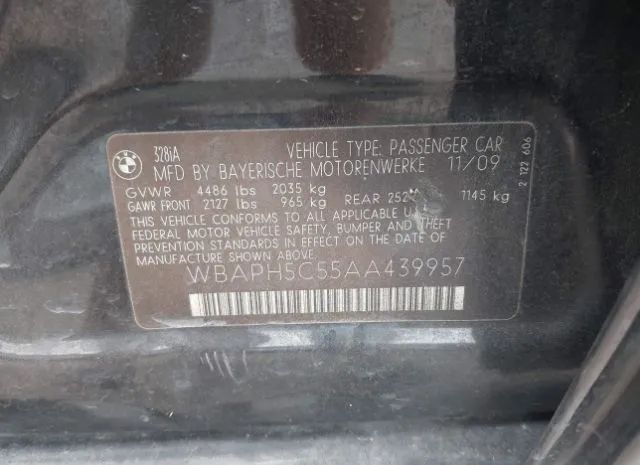 BMW
328iA
VEHICLE TYPE: PASSENGER CAR
MFD BY BAYERISCHE MOTORENWERKE 11/09
GVWR 4486 lbs 2035 kg
GAWR FRONT 2127 lbs 965 kg REAR 1145 kg
THIS VEHICLE CONFORMS TO ALL APPLICABLE
FEDERAL MOTOR VEHICLE SAFETY, BUMPER AND THEFT
PREVENTION STANDARDS IN EFFECT ON THE DATE OF
MANUFACTURE SHOWN ABOVE.
WBAPH5C55AA439957
2 122 606